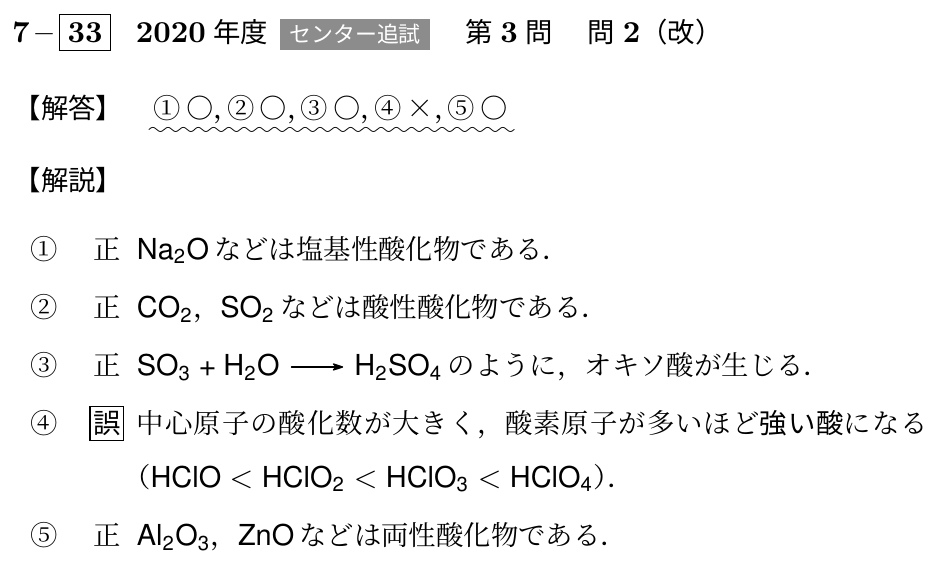 7–33 2020 年度 センター追試 第 3 問 問 2（改）
【解答】 ①○,②○,③○,④×,⑤○
【解説】
① 正 Na₂O などは塩基性酸化物である．
② 正 CO₂，SO₂ などは酸性酸化物である．
③ 正 SO₃ + H₂O ⟶ H₂SO₄ のように，オキソ酸が生じる．
④ 誤 中心原子の酸化数が大きく，酸素原子が多いほど強い酸になる
（HClO < HClO₂ < HClO₃ < HClO₄）．
⑤ 正 Al₂O₃，ZnO などは両性酸化物である．